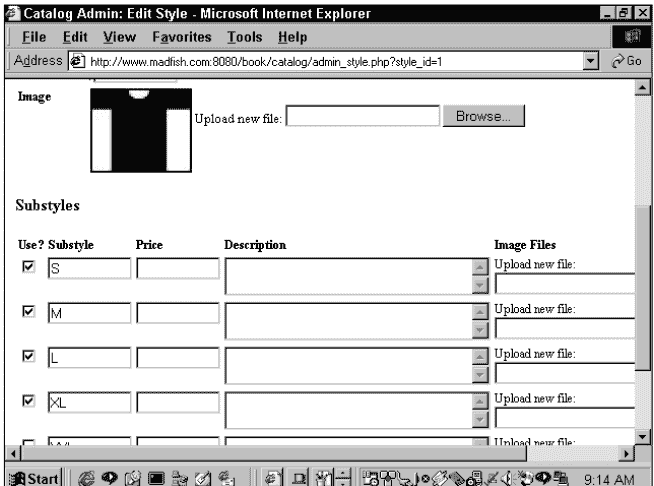 Catalog Admin: Edit Style - Microsoft Internet Explorer
File Edit View Favorites Tools Help
Address http://www.madfish.com:8080/book/catalog/admin_style.php?style_id=1 Go
Image
Upload new file: Browse...
Substyles
Use? Substyle Price Description Image Files
S Upload new file:
M Upload new file:
L Upload new file:
XL Upload new file:
Upload new file:
Start 9:14 AM